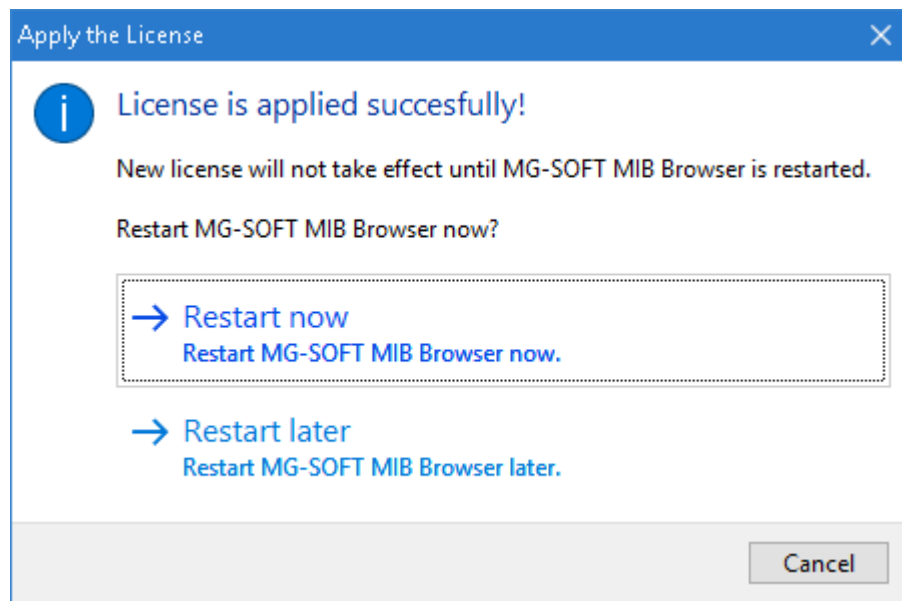 Apply the License
License is applied succesfully!
New license will not take effect until MG-SOFT MIB Browser is restarted.
Restart MG-SOFT MIB Browser now?
Restart now
Restart MG-SOFT MIB Browser now.
Restart later
Restart MG-SOFT MIB Browser later.
Cancel